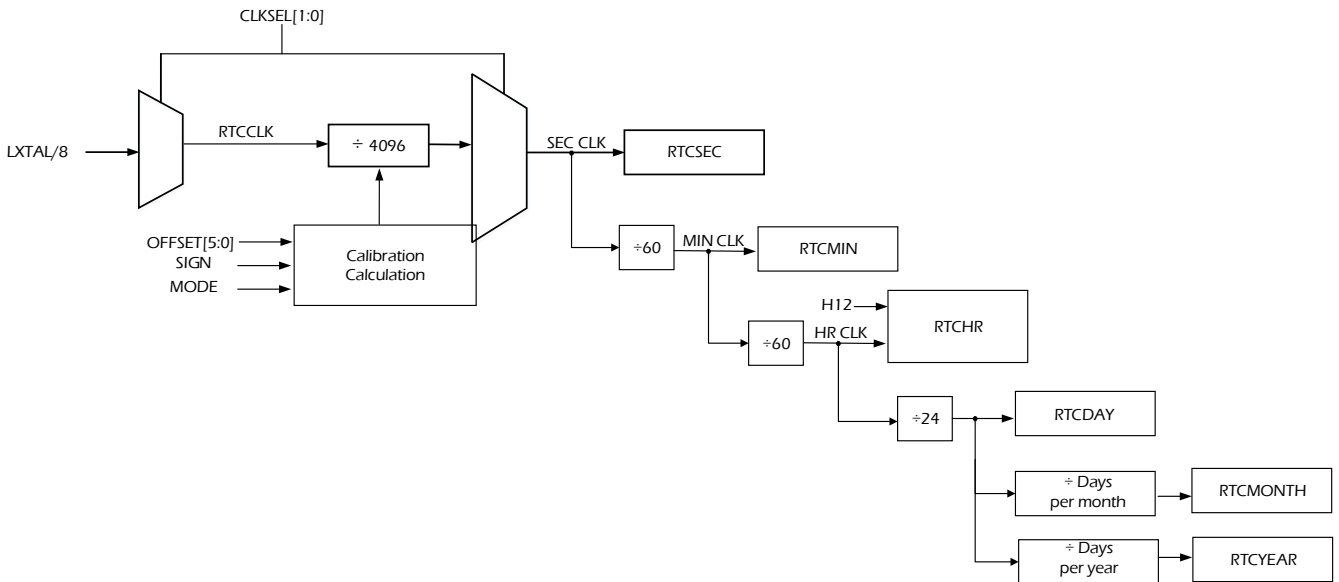 CLKSEL[1:0]
LXTAL/8
RTCCLK
÷ 4096
SEC CLK
RTCSEC
OFFSET[5:0]
SIGN
MODE
Calibration
Calculation
÷60
MIN CLK
RTCMIN
H12
÷60
HR CLK
RTCHR
÷24
RTCDAY
÷ Days
per month
RTCMONTH
÷ Days
per year
RTCYEAR